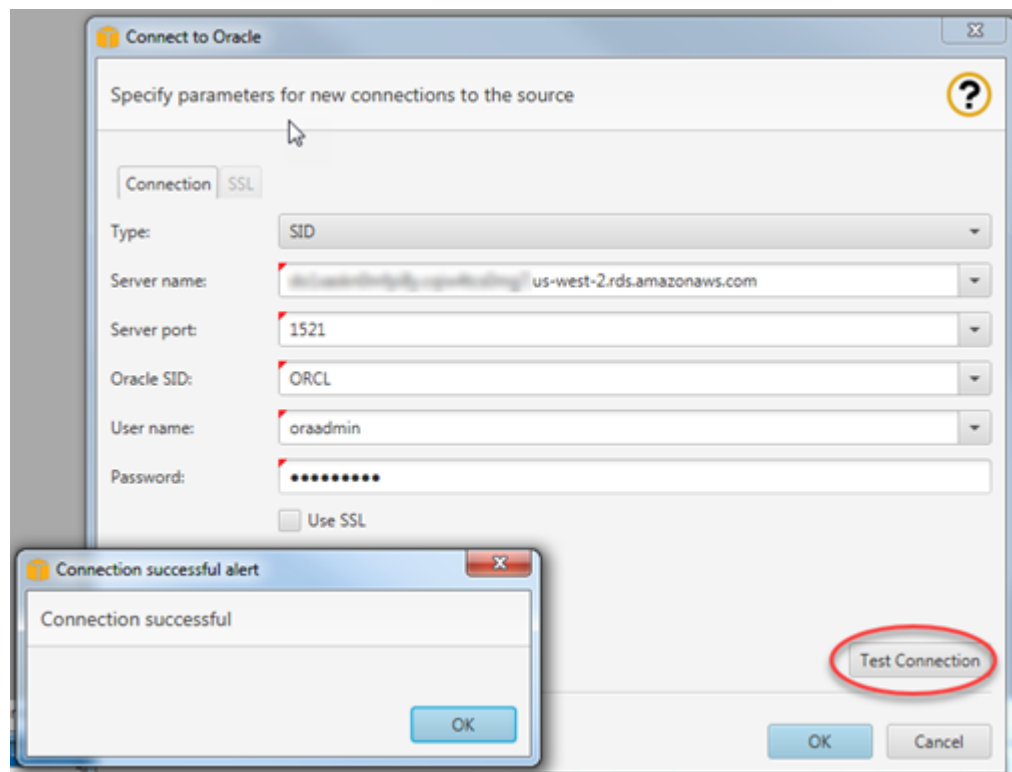 Connect to Oracle
Specify parameters for new connections to the source
?
Connection SSL
Type: SID
Server name: us-west-2.rds.amazonaws.com
Server port: 1521
Oracle SID: ORCL
User name: oraadmin
Password: •••••••••
Use SSL
Connection successful alert
Connection successful
OK
Test Connection
OK Cancel